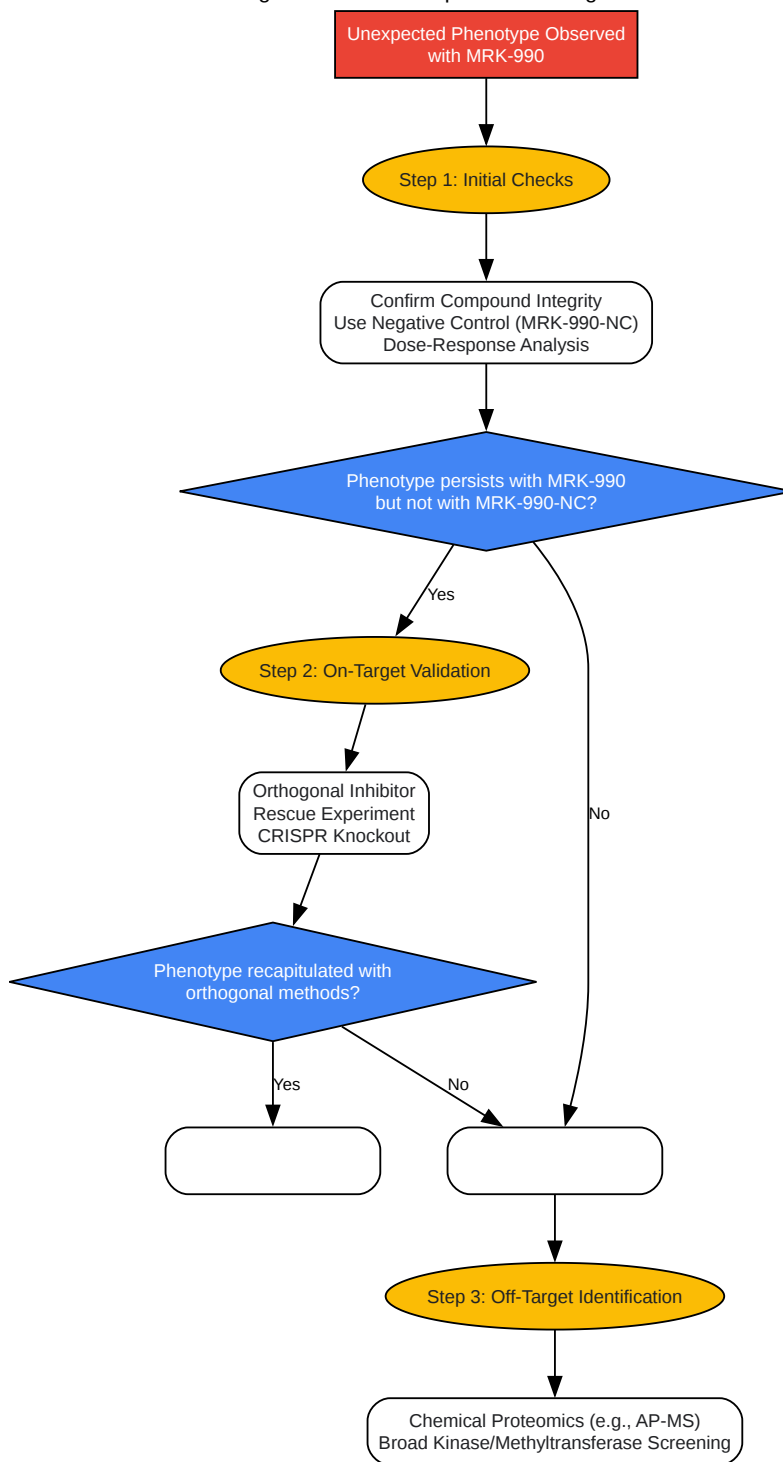 Unexpected Phenotype Observed
with MRK-990
Step 1: Initial Checks
Confirm Compound Integrity
Use Negative Control (MRK-990-NC)
Dose-Response Analysis
Phenotype persists with MRK-990
but not with MRK-990-NC?
Yes
Step 2: On-Target Validation
Orthogonal Inhibitor
Rescue Experiment
CRISPR Knockout
No
Phenotype recapitulated with
orthogonal methods?
Yes
No
Step 3: Off-Target Identification
Chemical Proteomics (e.g., AP-MS)
Broad Kinase/Methyltransferase Screening